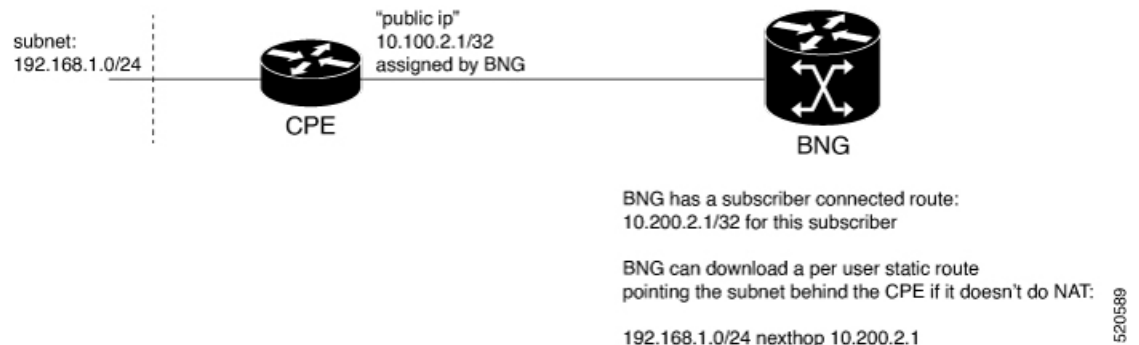 subnet:
192.168.1.0/24
"public ip"
10.100.2.1/32
assigned by BNG
CPE
BNG
BNG has a subscriber connected route:
10.200.2.1/32 for this subscriber
BNG can download a per user static route
pointing the subnet behind the CPE if it doesn't do NAT:
192.168.1.0/24 nexthop 10.200.2.1
520589